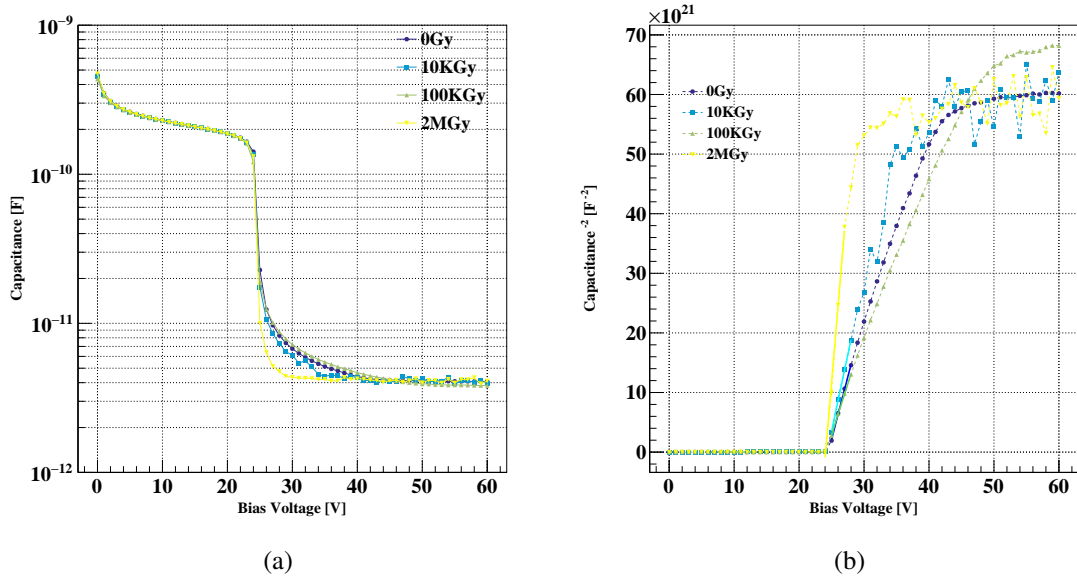 10⁻⁹
10⁻¹⁰
10⁻¹¹
10⁻¹²
Capacitance [F]
0Gy
10KGy
100KGy
2MGy
0 10 20 30 40 50 60
Bias Voltage [V]
(a)
×10²¹
70
60
50
40
30
20
10
0
Capacitance ⁻² [F ⁻²]
0Gy
10KGy
100KGy
2MGy
0 10 20 30 40 50 60
Bias Voltage [V]
(b)